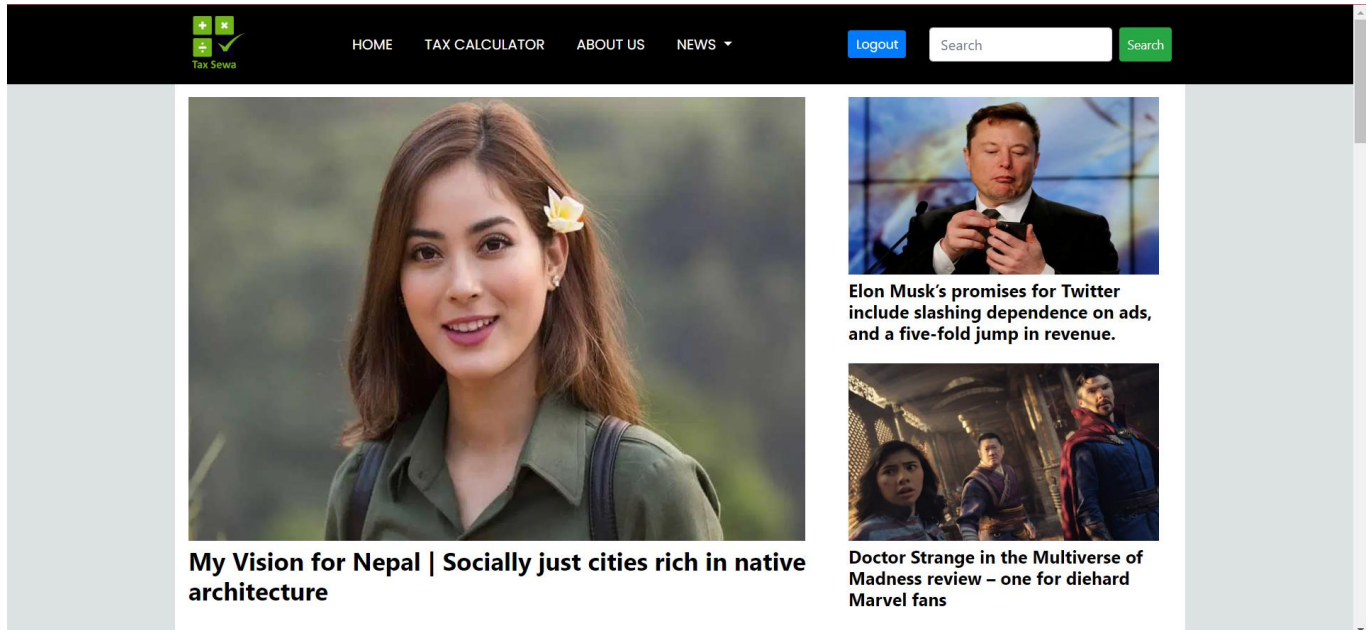 Tax Sewa
HOME TAX CALCULATOR ABOUT US NEWS
Logout Search Search
My Vision for Nepal | Socially just cities rich in native
architecture
Elon Musk's promises for Twitter
include slashing dependence on ads,
and a five-fold jump in revenue.
Doctor Strange in the Multiverse of
Madness review – one for diehard
Marvel fans